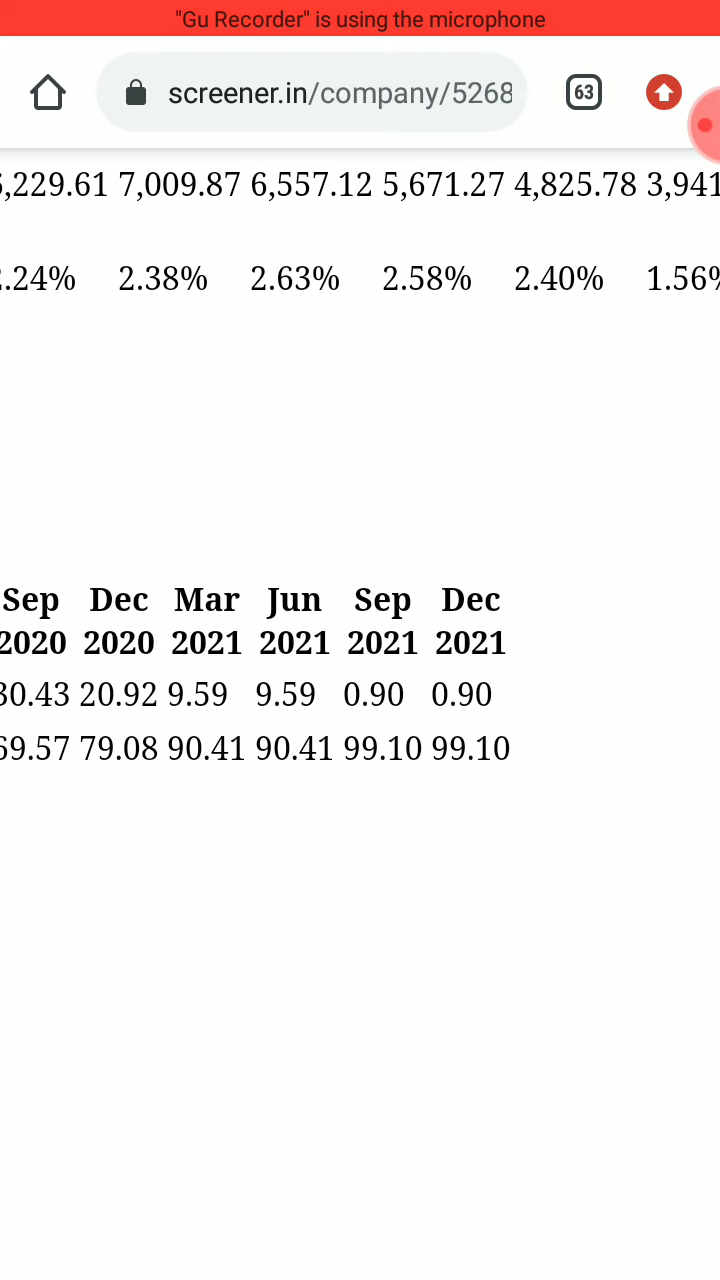 "Gu Recorder" is using the microphone
screener.in/company/5268
63
,229.61 7,009.87 6,557.12 5,671.27 4,825.78 3,941
.24% 2.38% 2.63% 2.58% 2.40% 1.56%
Sep Dec Mar Jun Sep Dec
2020 2020 2021 2021 2021 2021
30.43 20.92 9.59 9.59 0.90 0.90
69.57 79.08 90.41 90.41 99.10 99.10